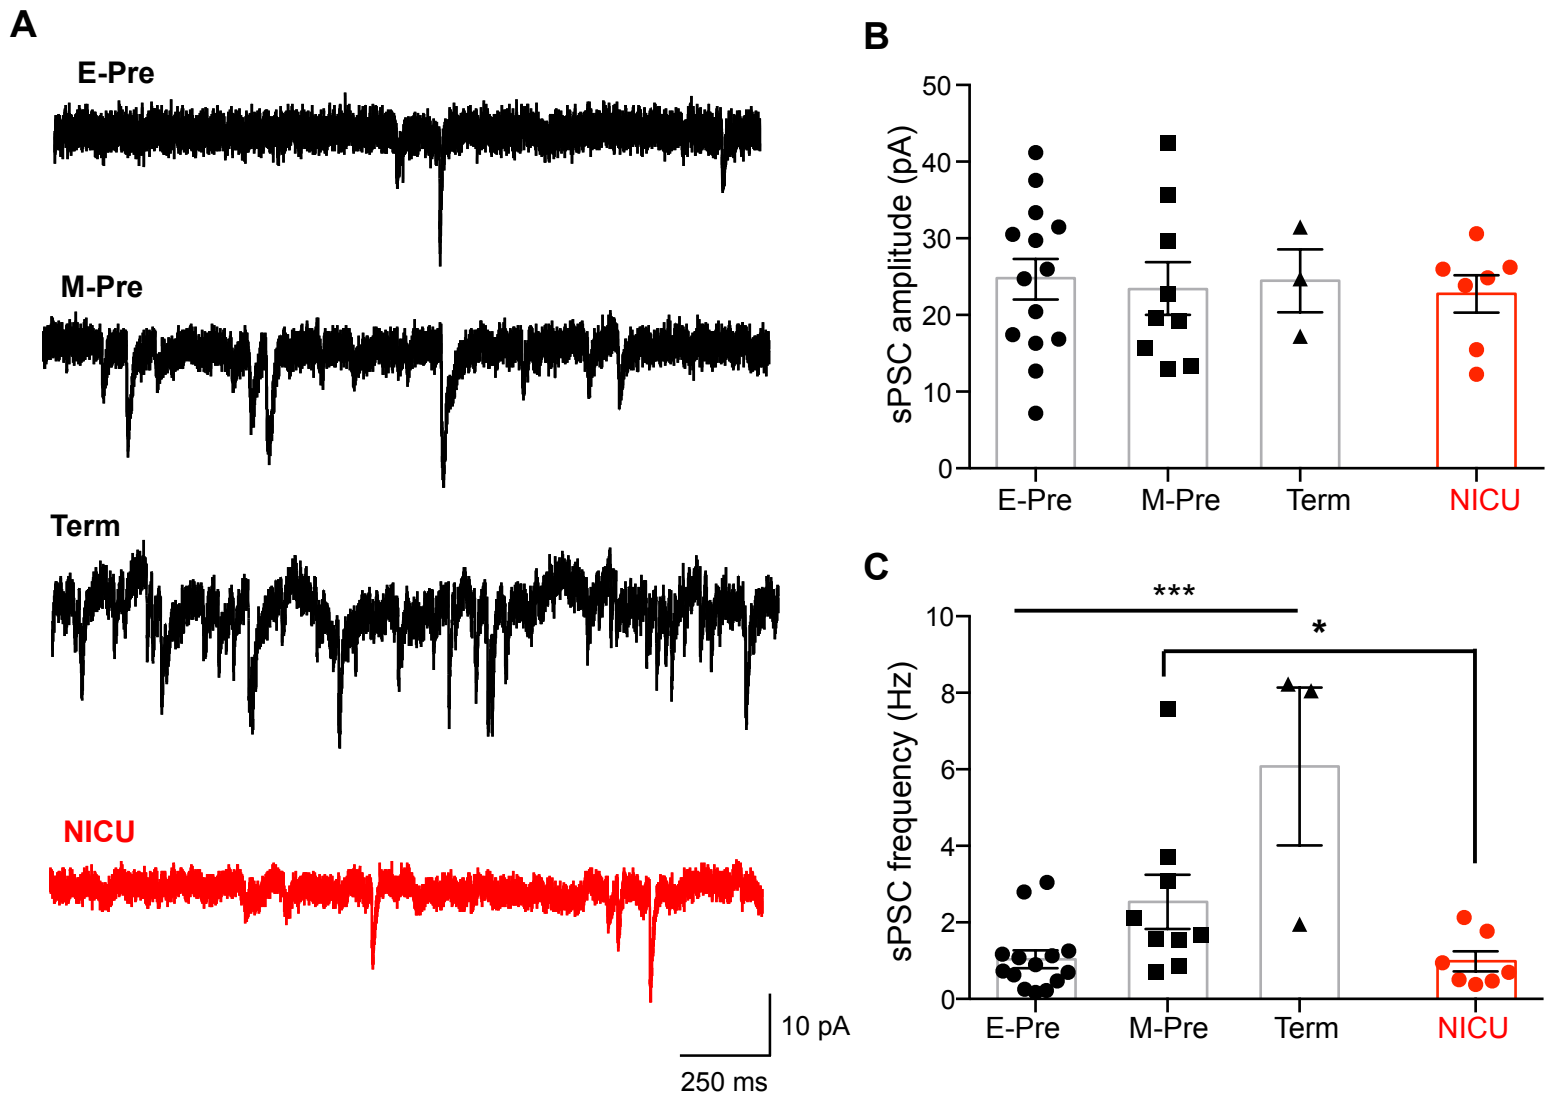 A
E-Pre
M-Pre
Term
NICU
10 pA
250 ms
B
sPSC amplitude (pA)
50
40
30
20
10
0
E-Pre M-Pre Term NICU
C
sPSC frequency (Hz)
***
*
10
8
6
4
2
0
E-Pre M-Pre Term NICU